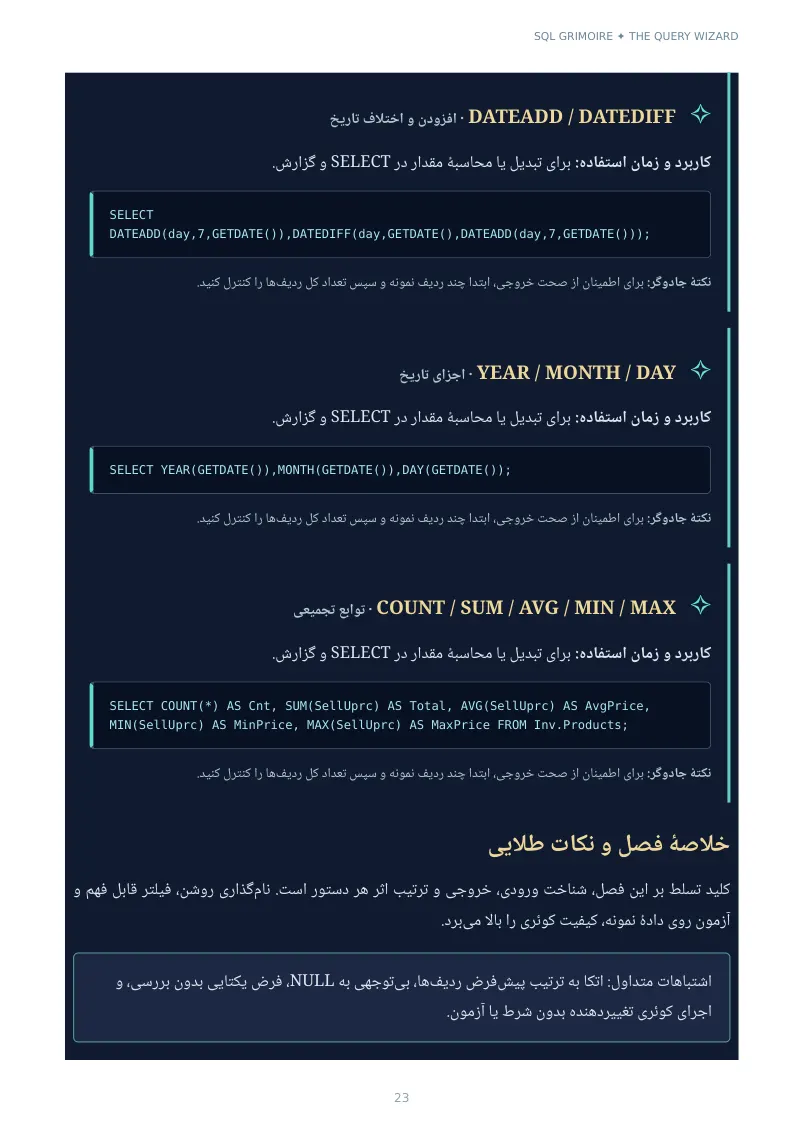 SQL GRIMOIRE ✦ THE QUERY WIZARD
✧ DATEADD / DATEDIFF · افزودن و اختلاف تاریخ
کاربرد و زمان استفاده: برای تبدیل یا محاسبهٔ مقدار در SELECT و گزارش.
SELECT
DATEADD(day,7,GETDATE()),DATEDIFF(day,GETDATE(),DATEADD(day,7,GETDATE()));
نکتهٔ جادوگر: برای اطمینان از صحت خروجی، ابتدا چند ردیف نمونه و سپس تعداد کل ردیف‌ها را کنترل کنید.
✧ YEAR / MONTH / DAY · اجزای تاریخ
کاربرد و زمان استفاده: برای تبدیل یا محاسبهٔ مقدار در SELECT و گزارش.
SELECT YEAR(GETDATE()),MONTH(GETDATE()),DAY(GETDATE());
نکتهٔ جادوگر: برای اطمینان از صحت خروجی، ابتدا چند ردیف نمونه و سپس تعداد کل ردیف‌ها را کنترل کنید.
✧ COUNT / SUM / AVG / MIN / MAX · توابع تجمیعی
کاربرد و زمان استفاده: برای تبدیل یا محاسبهٔ مقدار در SELECT و گزارش.
SELECT COUNT(*) AS Cnt, SUM(SellUprc) AS Total, AVG(SellUprc) AS AvgPrice,
MIN(SellUprc) AS MinPrice, MAX(SellUprc) AS MaxPrice FROM Inv.Products;
نکتهٔ جادوگر: برای اطمینان از صحت خروجی، ابتدا چند ردیف نمونه و سپس تعداد کل ردیف‌ها را کنترل کنید.
خلاصهٔ فصل و نکات طلایی
کلید تسلط بر این فصل، شناخت ورودی، خروجی و ترتیب اثر هر دستور است. نام‌گذاری روشن، فیلتر قابل فهم و
آزمون روی دادهٔ نمونه، کیفیت کوئری را بالا می‌برد.
اشتباهات متداول: اتکا به ترتیب پیش‌فرض ردیف‌ها، بی‌توجهی به NULL، فرض یکتایی بدون بررسی، و
اجرای کوئری تغییردهنده بدون شرط یا آزمون.
23